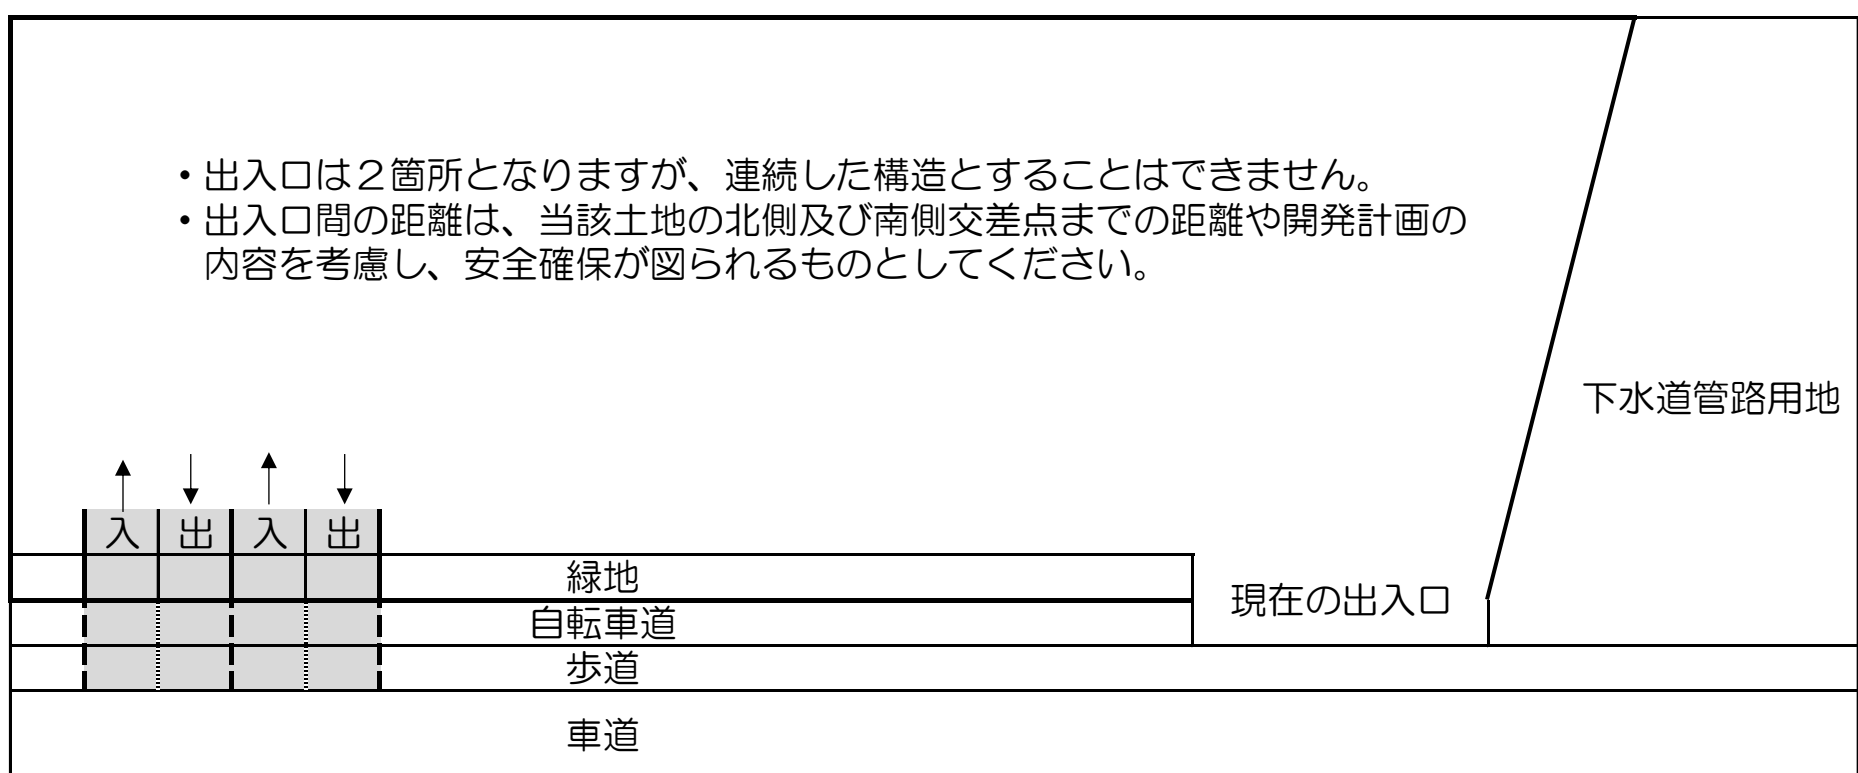 ・出入口は２箇所となりますが、連続した構造とすることはできません。
・出入口間の距離は、当該土地の北側及び南側交差点までの距離や開発計画の
内容を考慮し、安全確保が図られるものとしてください。
下水道管路用地
入 出 入 出
緑地
現在の出入口
自転車道
歩道
車道